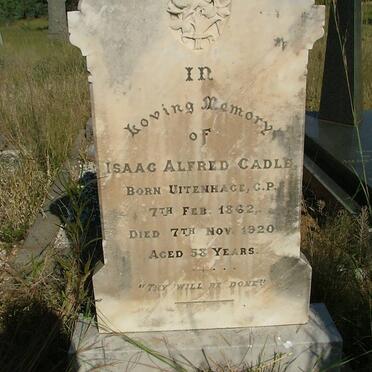 IN
Loving Memory
OF
ISAAC ALFRED CADLE
BORN UITENHAGE, C.P.
7TH FEB. 1862,
DIED 7TH NOV. 1920
AGED 58 YEARS.
"THY WILL BE DONE"